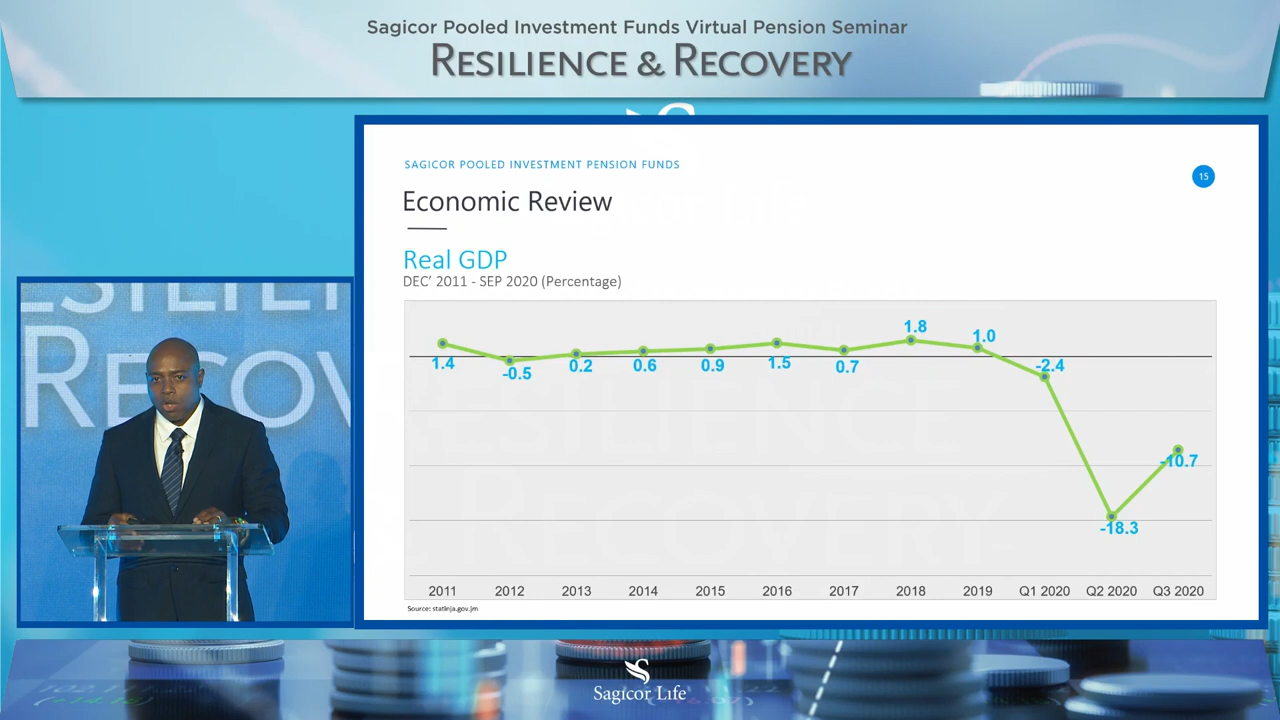 Sagicor Pooled Investment Funds Virtual Pension Seminar
RESILIENCE & RECOVERY
SAGICOR POOLED INVESTMENT PENSION FUNDS
15
Economic Review
Real GDP
DEC' 2011 - SEP 2020 (Percentage)
1.4
-0.5
0.2
0.6
0.9
1.5
0.7
1.8
1.0
-2.4
-18.3
-10.7
2011
2012
2013
2014
2015
2016
2017
2018
2019
Q1 2020
Q2 2020
Q3 2020
Source: statinja.gov.jm
ESILIE
RECOV
Sagicor Life